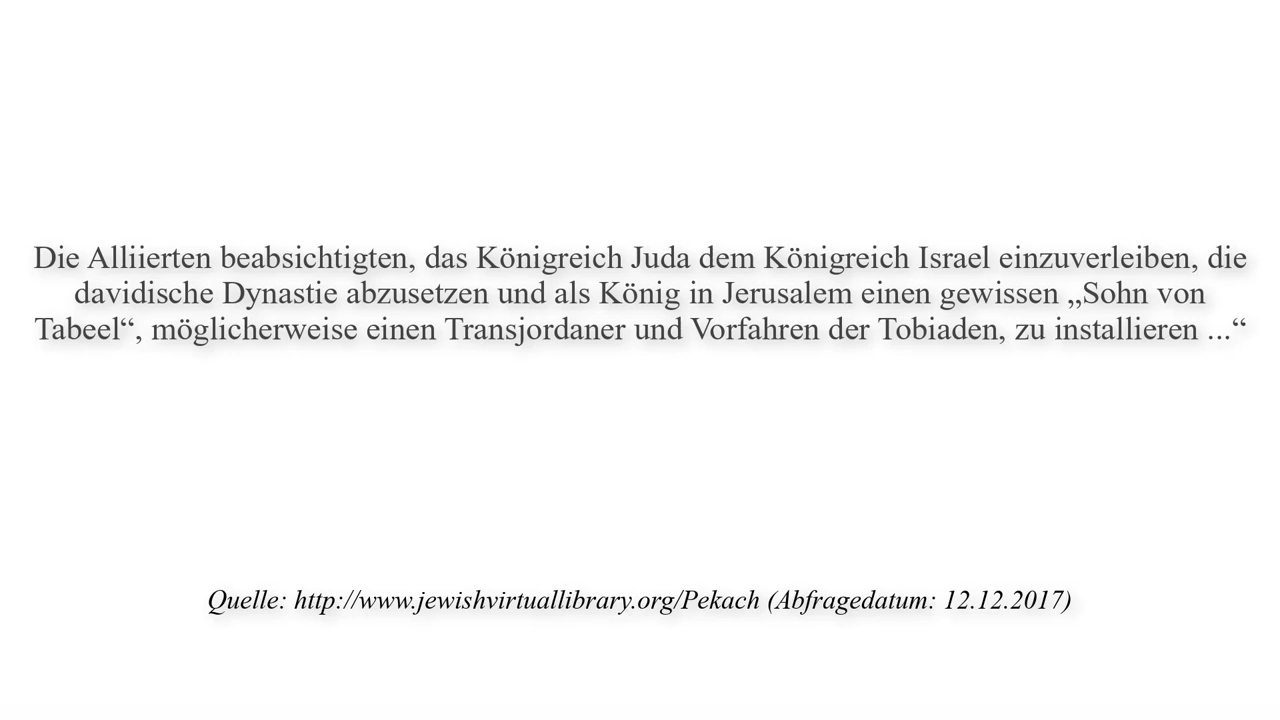 Die Alliierten beabsichtigten, das Königreich Juda dem Königreich Israel einzuverleiben, die
davidische Dynastie abzusetzen und als König in Jerusalem einen gewissen „Sohn von
Tabeel“, möglicherweise einen Transjordaner und Vorfahren der Tobiaden, zu installieren ...“
Quelle: http://www.jewishvirtuallibrary.org/Pekach (Abfragedatum: 12.12.2017)